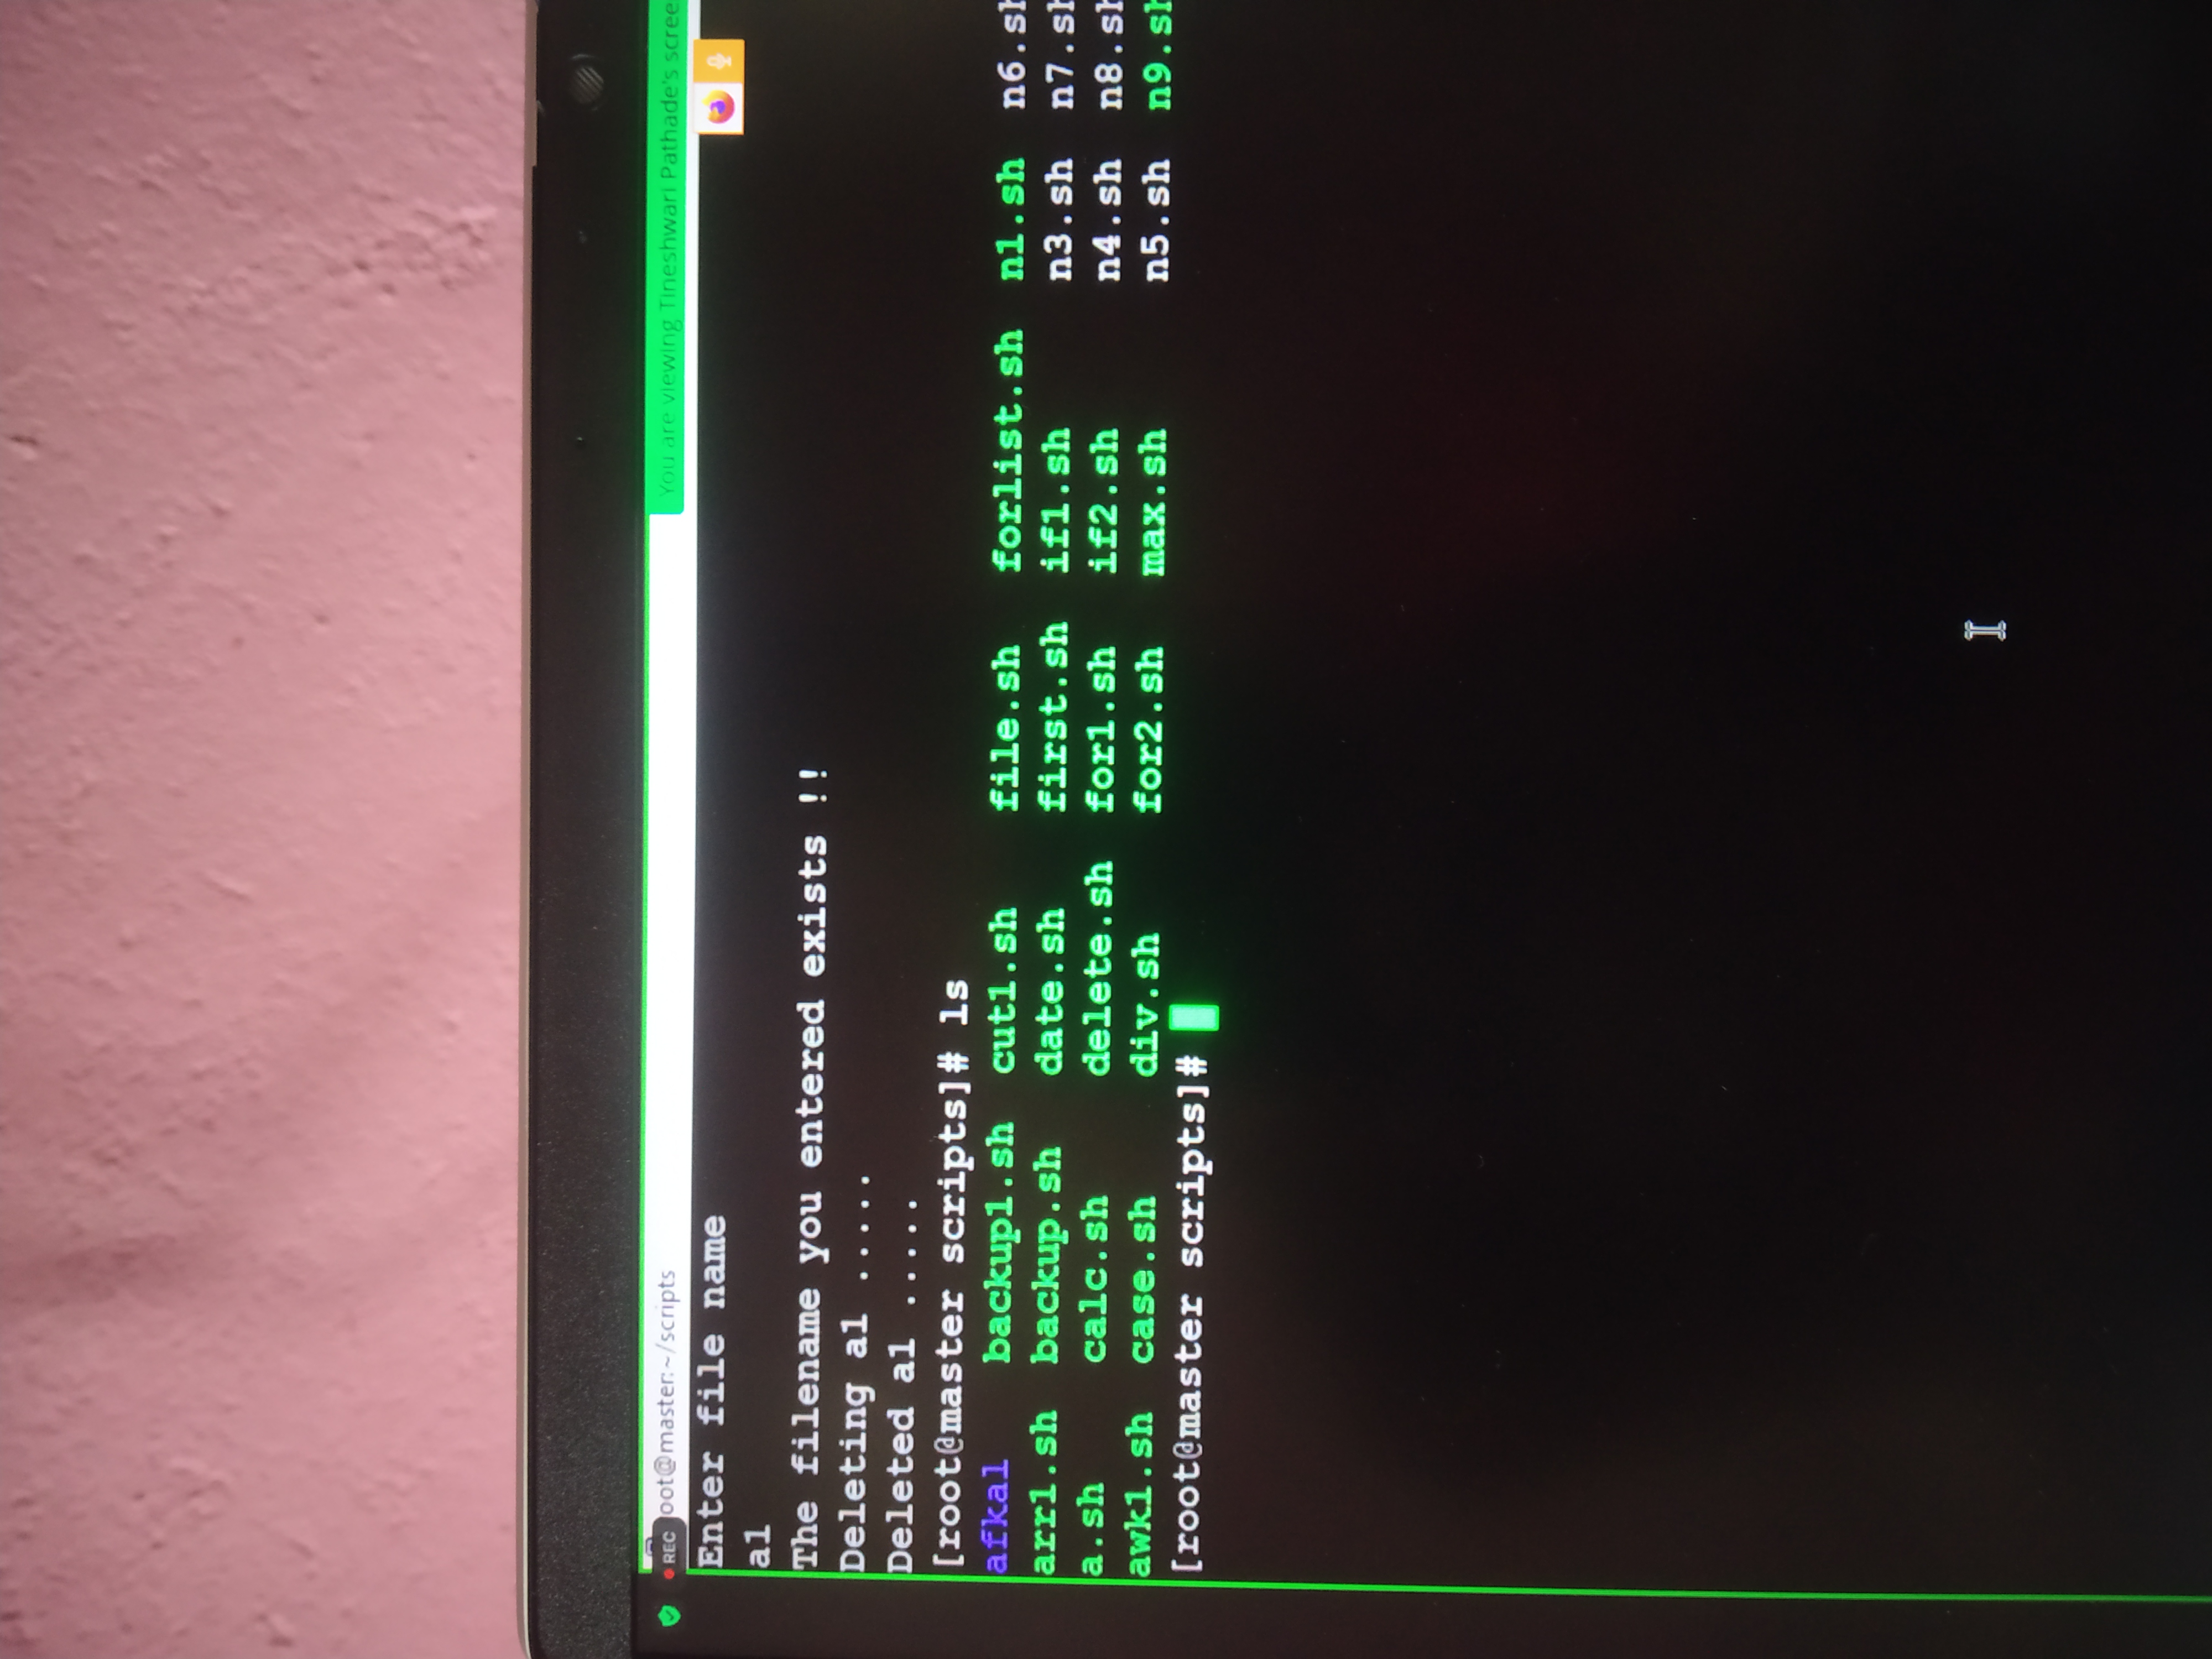 REC oot@master:~/scripts You are viewing Tineshwari Pathade's scree
Enter file name
a1
The filename you entered exists !!
Deleting a1 .....
Deleted a1 .....
[root@master scripts]# ls
afkal backup1.sh cut1.sh file.sh forlist.sh n1.sh n6.sh
arr1.sh backup.sh date.sh first.sh if1.sh n3.sh n7.sh
a.sh calc.sh delete.sh for1.sh if2.sh n4.sh n8.sh
awk1.sh case.sh div.sh for2.sh max.sh n5.sh n9.sh
[root@master scripts]#